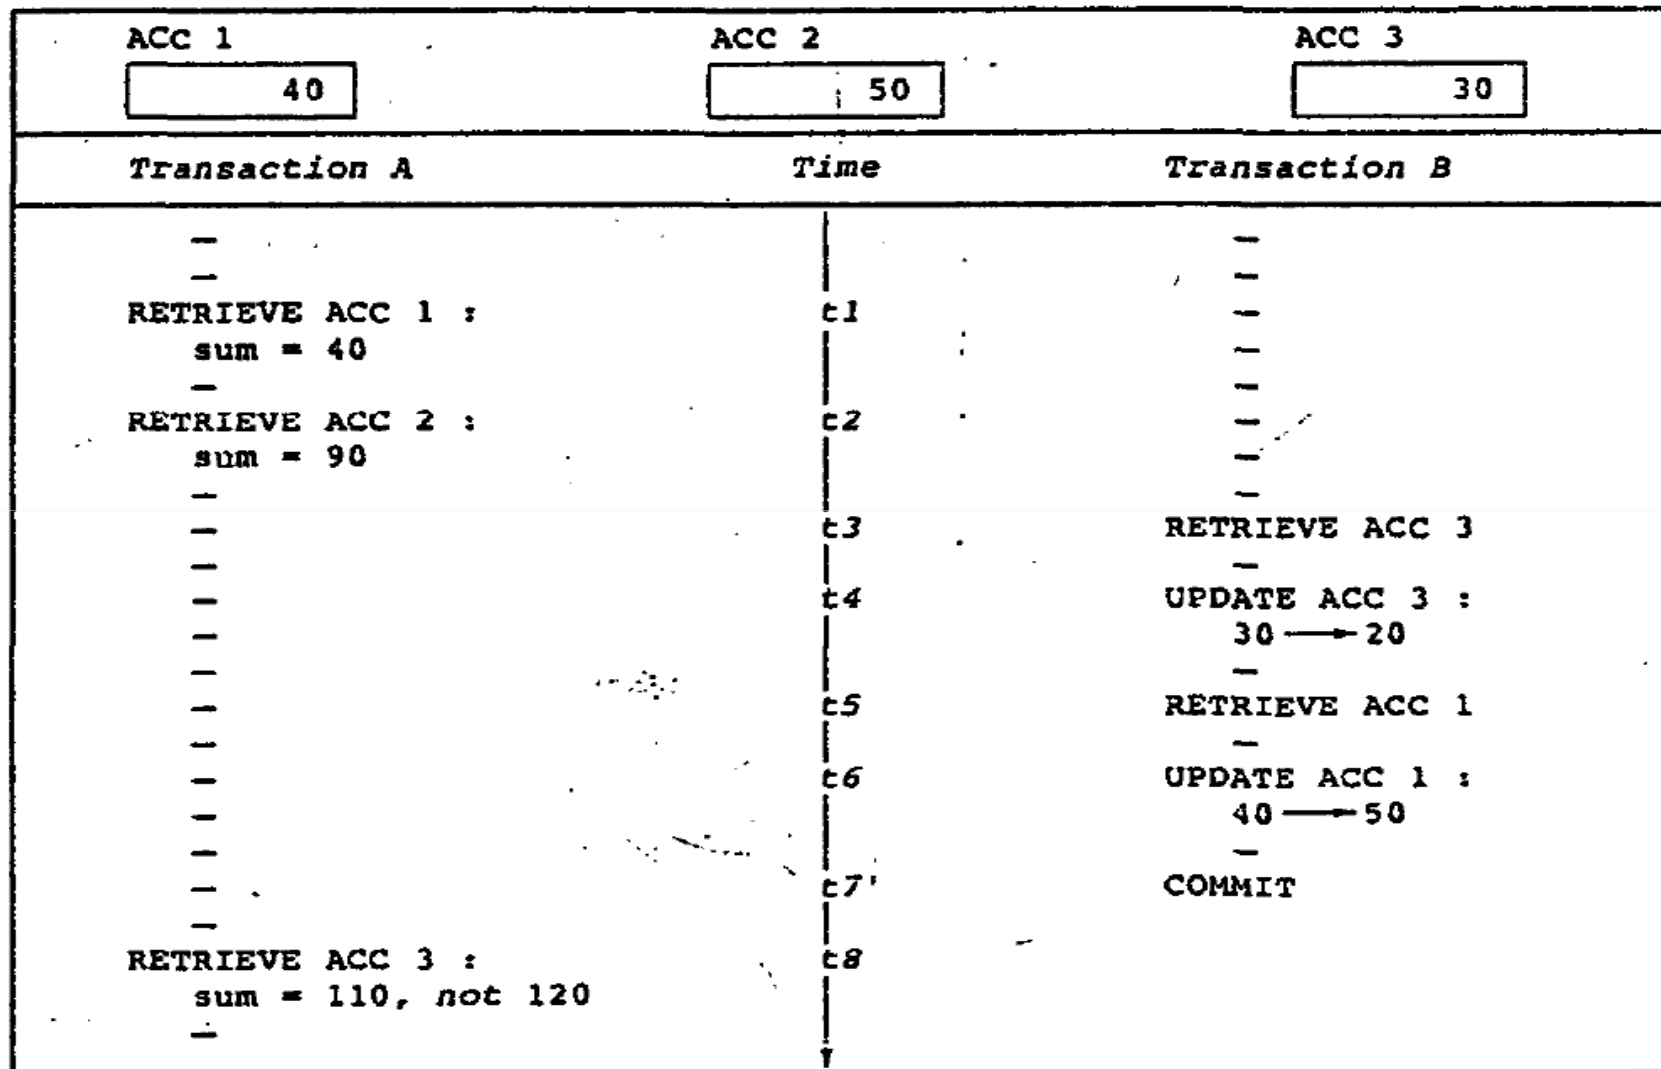 ACC 1 ACC 2 ACC 3
40 50 30
Transaction A Time Transaction B
—
—
—
—
RETRIEVE ACC 1 : t1 —
sum = 40 —
— —
RETRIEVE ACC 2 : t2 —
sum = 90 —
— —
— t3 RETRIEVE ACC 3
— —
— t4 UPDATE ACC 3 :
— 30 → 20
— —
— t5 RETRIEVE ACC 1
— —
— t6 UPDATE ACC 1 :
— 40 → 50
— —
— t7' COMMIT
—
RETRIEVE ACC 3 : t8
sum = 110, not 120
—